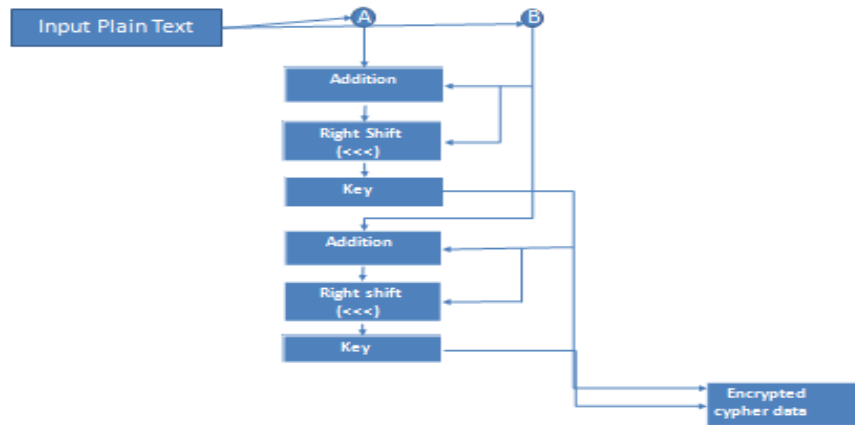 Input Plain Text
A
B
Addition
Right Shift
(<<<)
Key
Addition
Right shift
(<<<)
Key
Encrypted
cypher data